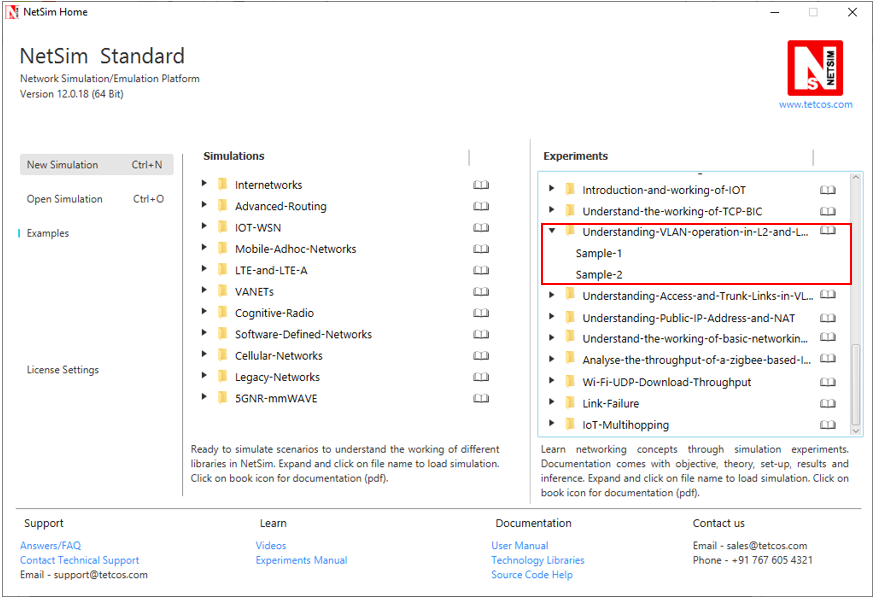 NetSim Home
NetSim Standard
Network Simulation/Emulation Platform
Version 12.0.18 (64 Bit)
N
S
NETSIM
www.tetcos.com
New Simulation Ctrl+N
Open Simulation Ctrl+O
Examples
License Settings
Simulations
Internetworks
Advanced-Routing
IOT-WSN
Mobile-Adhoc-Networks
LTE-and-LTE-A
VANETs
Cognitive-Radio
Software-Defined-Networks
Cellular-Networks
Legacy-Networks
5GNR-mmWAVE
Ready to simulate scenarios to understand the working of different
libraries in NetSim. Expand and click on file name to load simulation.
Click on book icon for documentation (pdf).
Experiments
Introduction-and-working-of-IOT
Understand-the-working-of-TCP-BIC
Understanding-VLAN-operation-in-L2-and-L...
Sample-1
Sample-2
Understanding-Access-and-Trunk-Links-in-VL...
Understanding-Public-IP-Address-and-NAT
Understand-the-working-of-basic-networkin...
Analyse-the-throughput-of-a-zigbee-based-I...
Wi-Fi-UDP-Download-Throughput
Link-Failure
IoT-Multihopping
Learn networking concepts through simulation experiments.
Documentation comes with objective, theory, set-up, results and
inference. Expand and click on file name to load simulation. Click on
book icon for documentation (pdf).
Support
Answers/FAQ
Contact Technical Support
Email - support@tetcos.com
Learn
Videos
Experiments Manual
Documentation
User Manual
Technology Libraries
Source Code Help
Contact us
Email - sales@tetcos.com
Phone - +91 767 605 4321